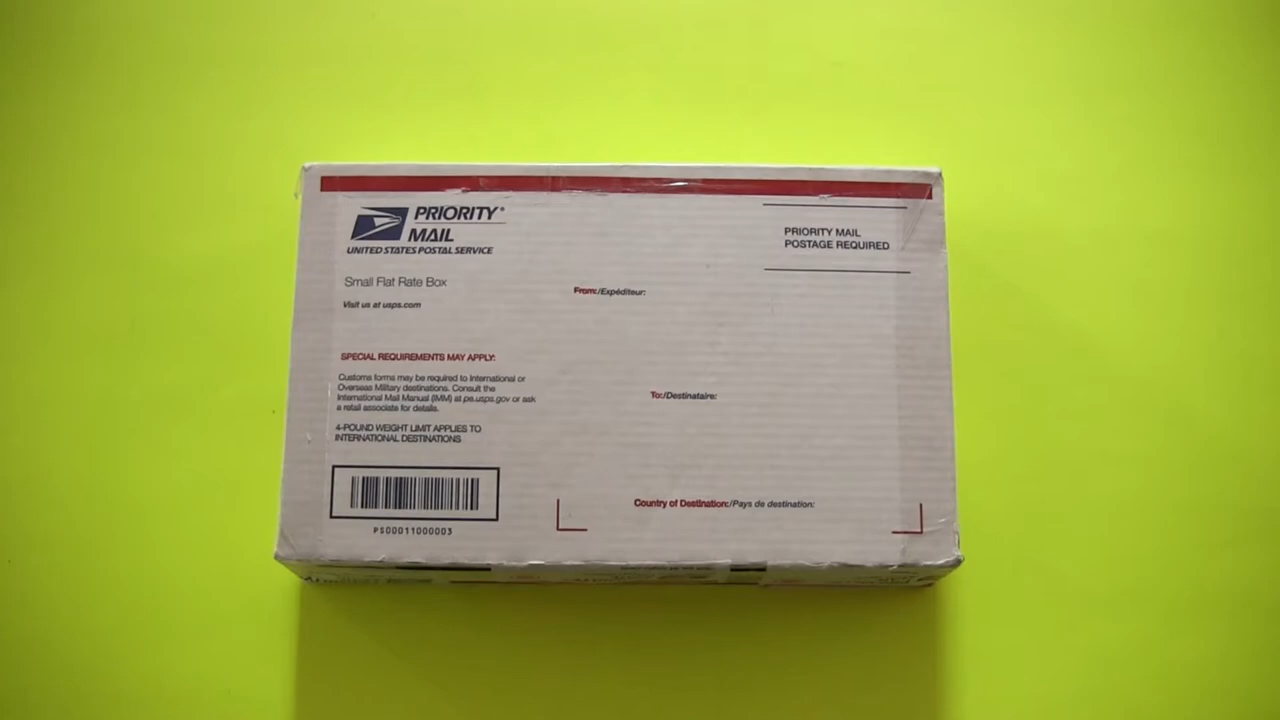 PRIORITY®
MAIL
UNITED STATES POSTAL SERVICE
PRIORITY MAIL
POSTAGE REQUIRED
Small Flat Rate Box
Visit us at usps.com
From:/Expéditeur:
SPECIAL REQUIREMENTS MAY APPLY:
Customs forms may be required to International or
Overseas Military destinations. Consult the
International Mail Manual (IMM) at pe.usps.gov or ask
a retail associate for details.
To:/Destinataire:
4-POUND WEIGHT LIMIT APPLIES TO
INTERNATIONAL DESTINATIONS
Country of Destination:/Pays de destination:
PS00011000003